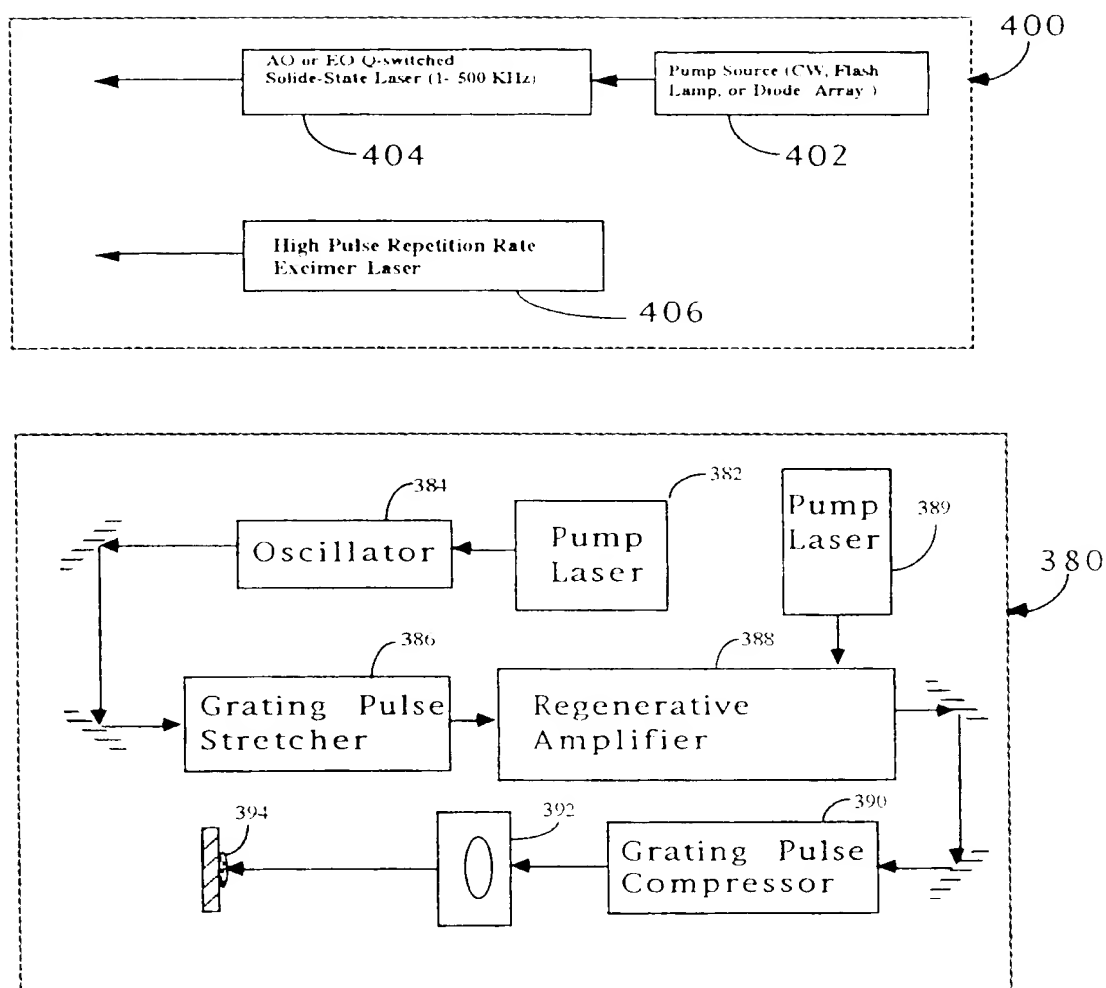 400
AO or EO Q-switched
Solide-State Laser (1- 500 KHz)
Pump Source (CW, Flash
Lamp, or Diode Array )
404
402
High Pulse Repetition Rate
Excimer Laser
406
384
382
389
Oscillator
Pump
Laser
Pump
Laser
380
386
388
Grating Pulse
Stretcher
Regenerative
Amplifier
394
392
390
Grating Pulse
Compressor